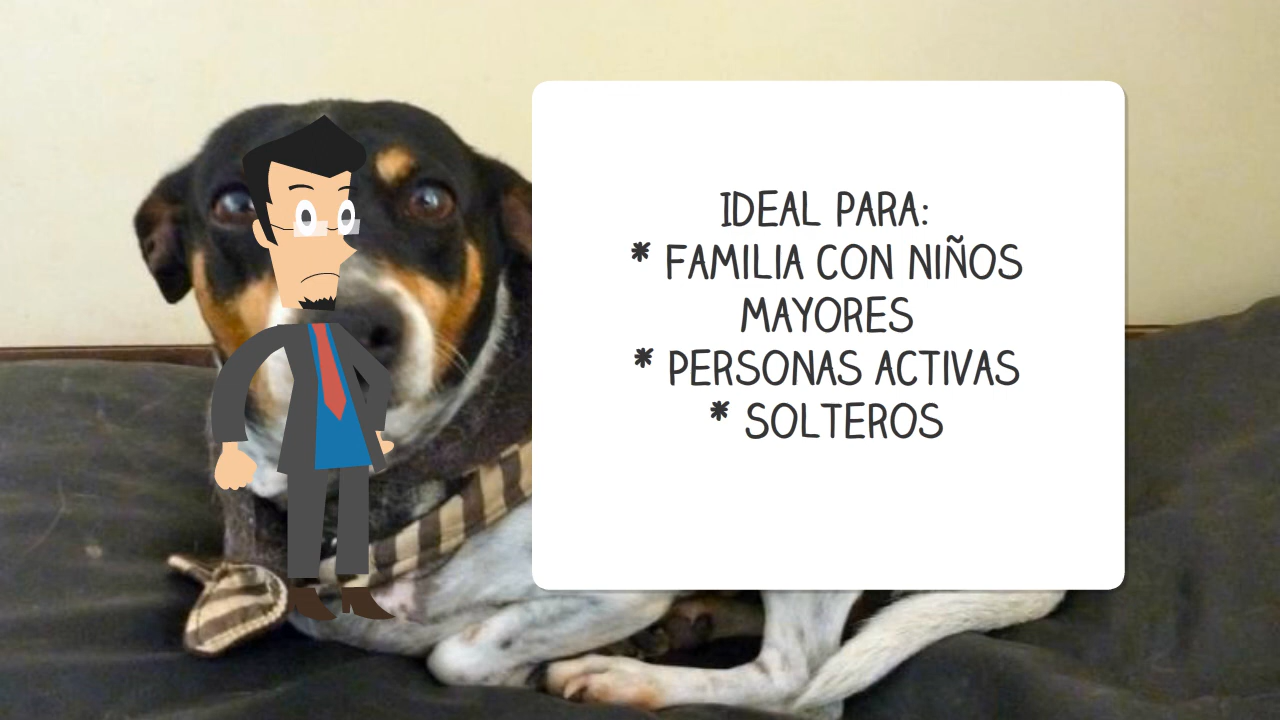 IDEAL PARA:
* FAMILIA CON NIÑOS
MAYORES
* PERSONAS ACTIVAS
* SOLTEROS